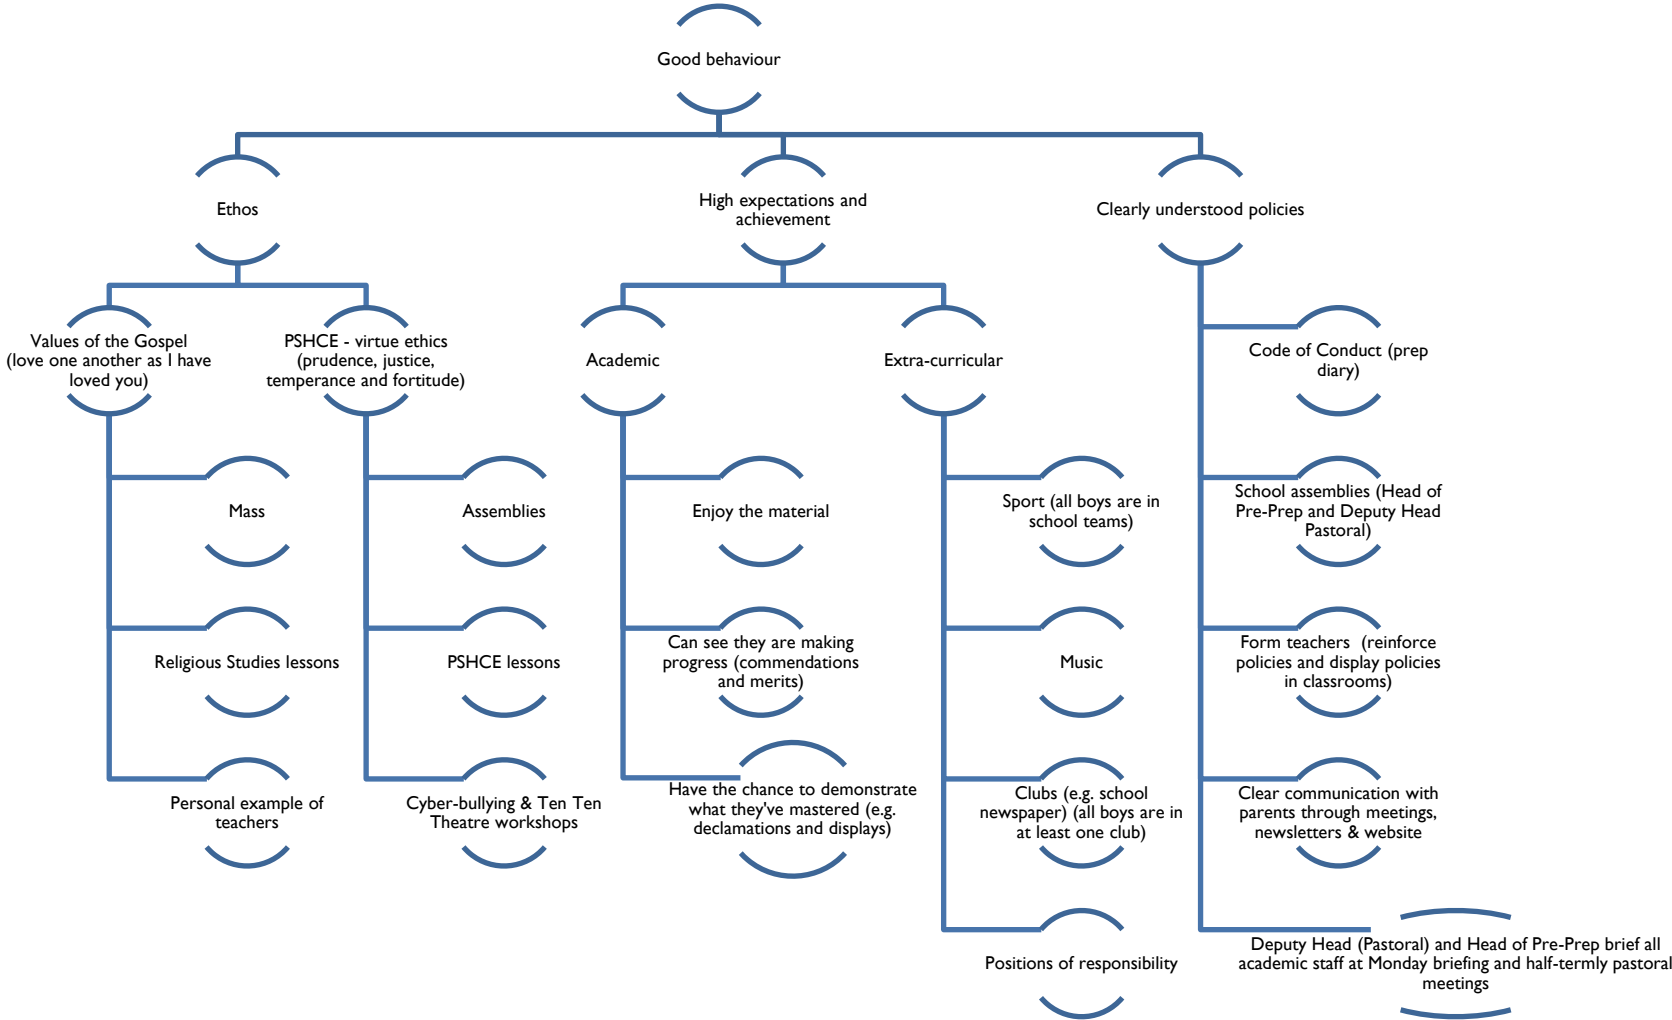 Good behaviour
Ethos
High expectations and
achievement
Clearly understood policies
Values of the Gospel
(love one another as I have
loved you)
PSHCE - virtue ethics
(prudence, justice,
temperance and fortitude)
Academic
Extra-curricular
Code of Conduct (prep
diary)
Mass
Assemblies
Enjoy the material
Sport (all boys are in
school teams)
School assemblies (Head of
Pre-Prep and Deputy Head
Pastoral)
Religious Studies lessons
PSHCE lessons
Can see they are making
progress (commendations
and merits)
Music
Form teachers  (reinforce
policies and display policies
in classrooms)
Personal example of
teachers
Cyber-bullying & Ten Ten
Theatre workshops
Have the chance to demonstrate
what they've mastered (e.g.
declamations and displays)
Clubs (e.g. school
newspaper) (all boys are in
at least one club)
Clear communication with
parents through meetings,
newsletters & website
Positions of responsibility
Deputy Head (Pastoral) and Head of Pre-Prep brief all
academic staff at Monday briefing and half-termly pastoral
meetings